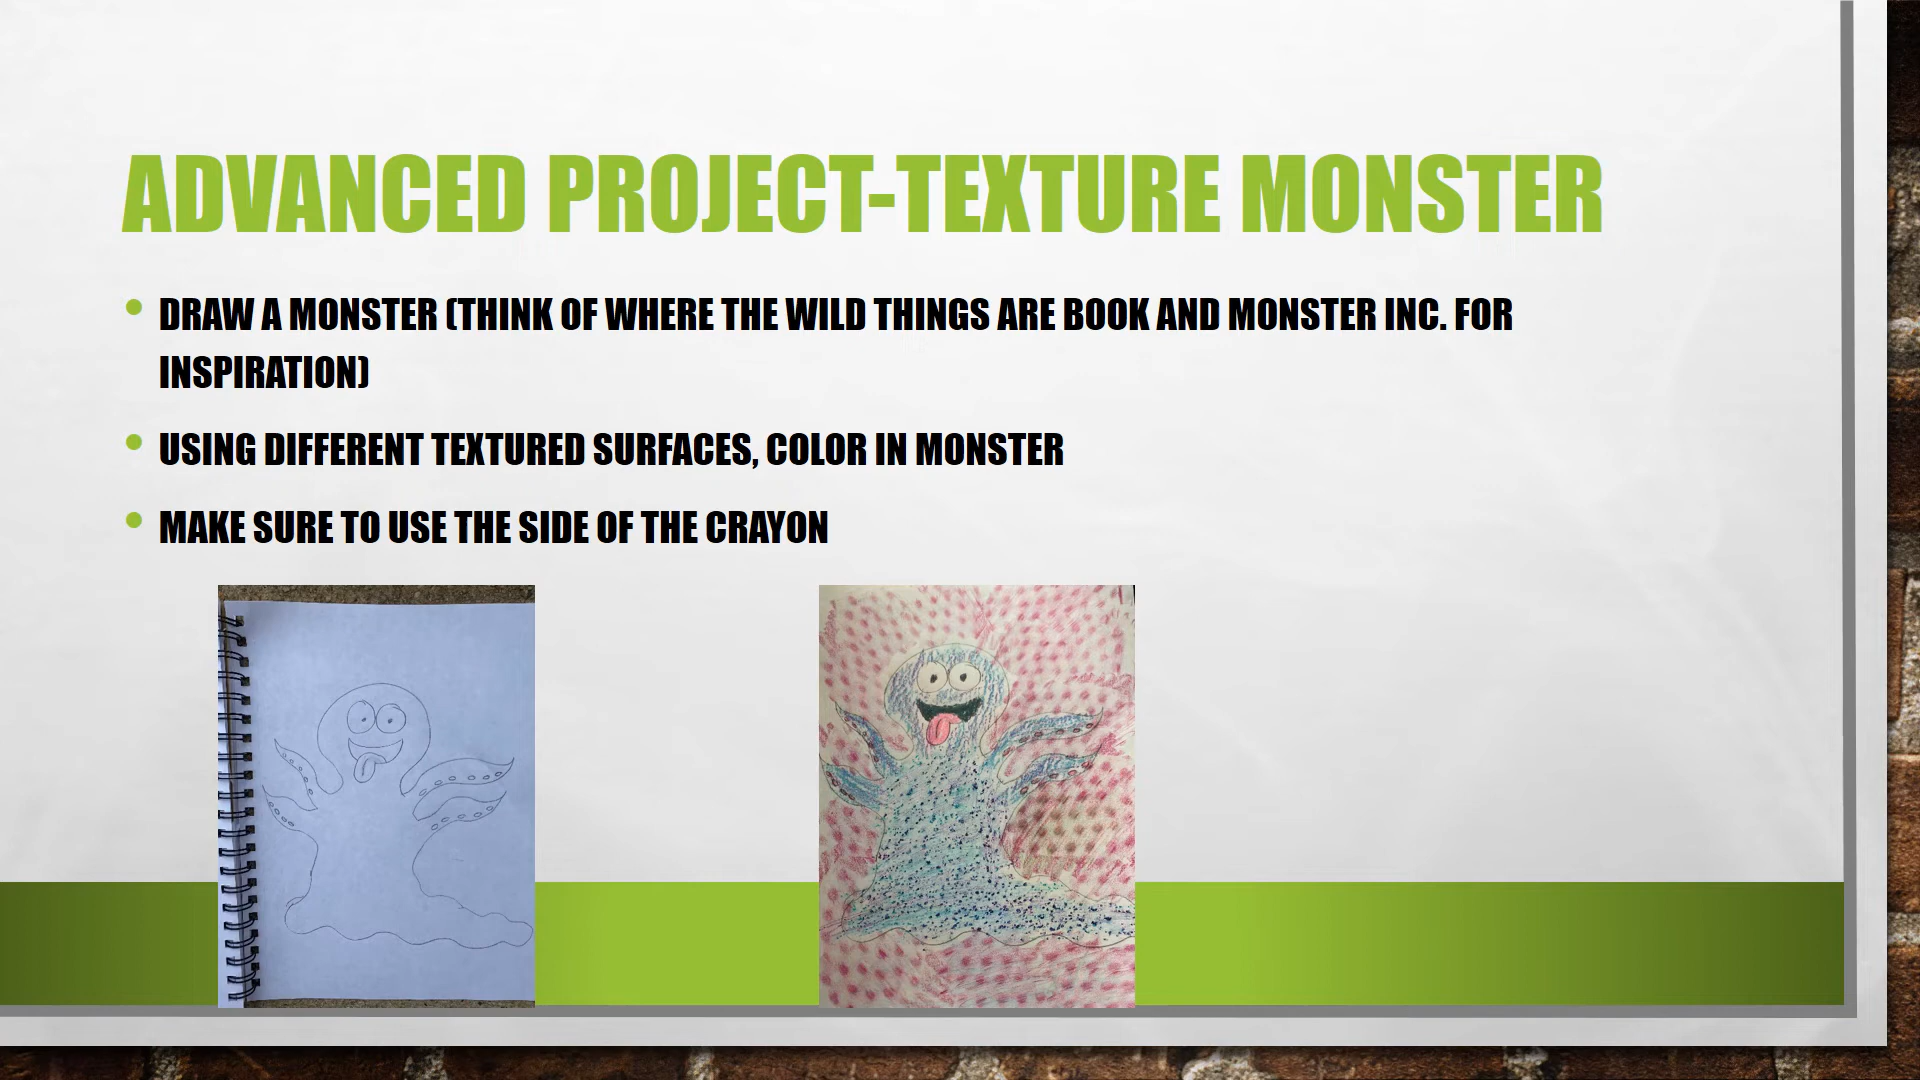 ADVANCED PROJECT-TEXTURE MONSTER
• DRAW A MONSTER (THINK OF WHERE THE WILD THINGS ARE BOOK AND MONSTER INC. FOR
INSPIRATION)
• USING DIFFERENT TEXTURED SURFACES, COLOR IN MONSTER
• MAKE SURE TO USE THE SIDE OF THE CRAYON